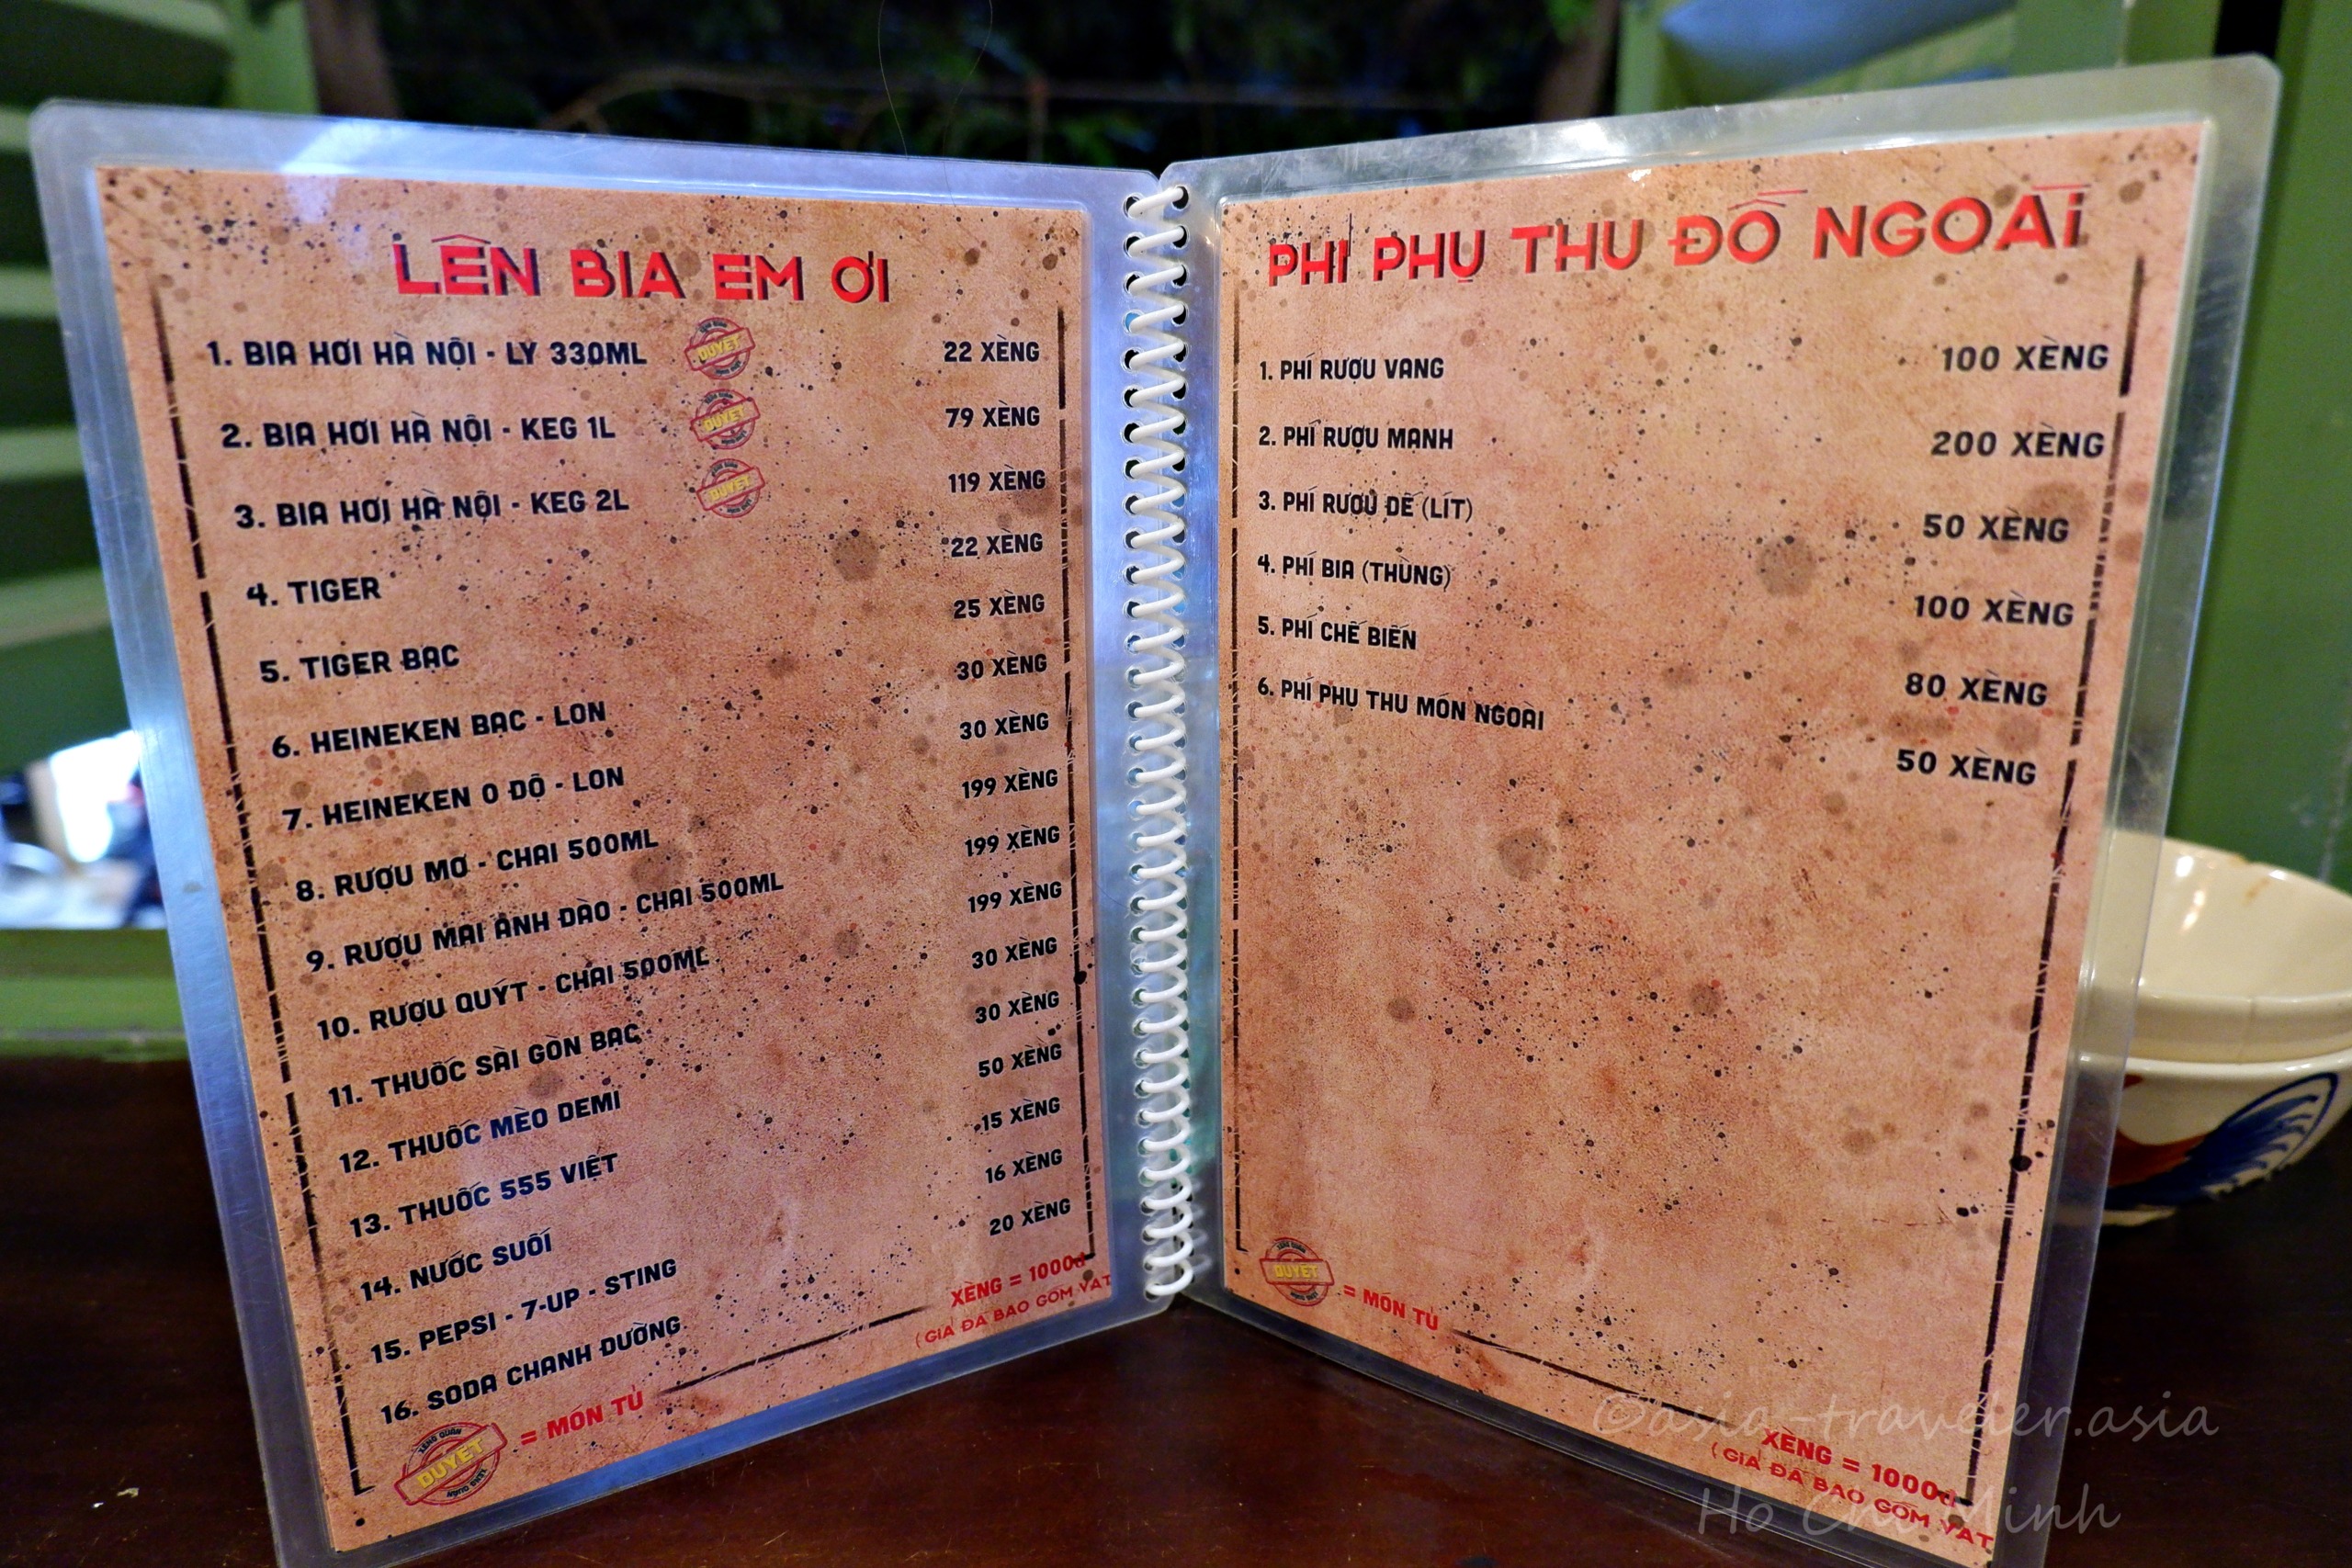 LÊN BIA EM ƠI
1. BIA HƠI HÀ NỘI - LY 330ML DUYỆT 22 XÈNG
2. BIA HƠI HÀ NỘI - KEG 1L DUYỆT 79 XÈNG
3. BIA HƠI HÀ NỘI - KEG 2L DUYỆT 119 XÈNG
4. TIGER 22 XÈNG
5. TIGER BẠC 25 XÈNG
6. HEINEKEN BẠC - LON 30 XÈNG
7. HEINEKEN 0 ĐỘ - LON 30 XÈNG
8. RƯỢU MƠ - CHAI 500ML 199 XÈNG
9. RƯỢU MAI ANH ĐÀO - CHAI 500ML 199 XÈNG
10. RƯỢU QUÝT - CHAI 500ML 199 XÈNG
11. THUỐC SÀI GÒN BẠC 30 XÈNG
12. THUỐC MÈO DEMI 30 XÈNG
13. THUỐC 555 VIỆT 50 XÈNG
14. NƯỚC SUỐI 15 XÈNG
15. PEPSI - 7-UP - STING 16 XÈNG
16. SODA CHANH ĐƯỜNG 20 XÈNG
DUYỆT = MÓN TỦ
XÈNG = 1000đ
( GIÁ ĐÃ BAO GỒM VAT
PHÍ PHỤ THU ĐỒ NGOÀI
1. PHÍ RƯỢU VANG 100 XÈNG
2. PHÍ RƯỢU MẠNH 200 XÈNG
3. PHÍ RƯỢU ĐẾ (LÍT) 50 XÈNG
4. PHÍ BIA (THÙNG) 100 XÈNG
5. PHÍ CHẾ BIẾN 80 XÈNG
6. PHÍ PHỤ THU MÓN NGOÀI 50 XÈNG
DUYỆT = MÓN TỦ
XÈNG = 1000đ
( GIÁ ĐÃ BAO GỒM VAT
©asia-traveler.asia
Ho Chi Minh